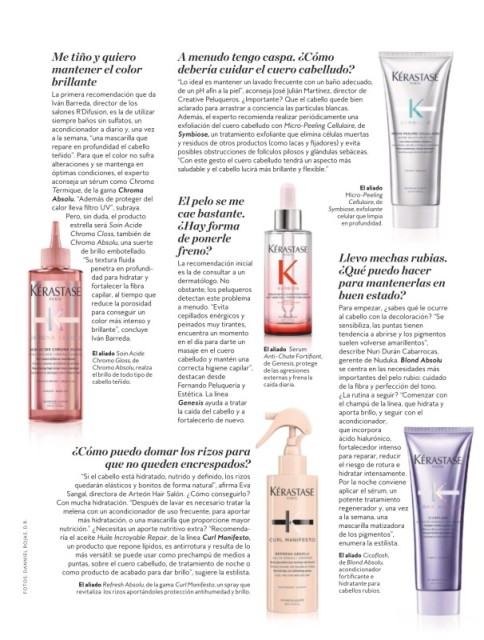 Me tiño y quiero
mantener el color
brillante
La primera recomendación que da
Iván Barreda, director de los
salones R'Difusion, es la de utilizar
siempre baños sin sulfatos, un
acondicionador a diario y, una vez
a la semana, "una mascarilla que
repare en profundidad el cabello
teñido". Para que el color no sufra
alteraciones y se mantenga en
óptimas condiciones, el experto
aconseja un sérum como Chroma
Termique, de la gama Chroma
Absolu. "Además de proteger del
calor lleva filtro UV", subraya.
Pero, sin duda, el producto
estrella será Soin Acide
Chroma Gloss, también de
Chroma Absolu, una suerte
de brillo embotellado.
"Su textura fluida
penetra en profundi-
dad para hidratar y
fortalecer la fibra
capilar, al tiempo que
reduce la porosidad
para conseguir un
color más intenso y
brillante", concluye
Iván Barreda.
El aliado Soin Acide
Chroma Gloss, de
Chroma Absolu, realza
el brillo de todo tipo de
cabello teñido.
KÉRASTASE
PARIS
A menudo tengo caspa. ¿Cómo
debería cuidar el cuero cabelludo?
"Lo ideal es mantener un lavado frecuente con un baño adecuado,
de un pH afín a la piel", aconseja José Julián Martínez, director de
Creative Peluqueros. ¿Importante? Que el cabello quede bien
aclarado para arrastrar a conciencia las partículas blancas.
Además, el experto recomienda realizar periódicamente una
exfoliación del cuero cabelludo con Micro-Peeling Cellulaire, de
Symbiose, un tratamiento exfoliante que elimina células muertas
y residuos de otros productos (como lacas y fijadores) y evita
posibles obstrucciones de folículos pilosos y glándulas sebáceas.
"Con este gesto el cuero cabelludo tendrá un aspecto más
saludable y el cabello lucirá más brillante y flexible."
KÉRASTASE
PARIS
El aliado
Micro-Peeling
Cellulaire, de
Symbiose, exfoliante
celular que limpia
en profundidad.
El pelo se me
cae bastante.
¿Hay forma
de ponerle
freno?
La recomendación inicial
es la de consultar a un
dermatólogo. No
obstante, los peluqueros
detectan este problema
a menudo. "Evita
cepillados enérgicos y
peinados muy tirantes,
encuentra un momento
en el día para darte un
masaje en el cuero
cabelludo y mantén una
correcta higiene capilar",
destacan desde
Fernando Peluquería y
Estética. La línea
Genesis ayuda a tratar
la caída del cabello y a
fortalecerlo de nuevo.
KÉRASTASE
PARIS
El aliado Serum
Anti-Chute Fortifiant,
de Genesis, protege
de las agresiones
externas y frena la
caída diaria.
Llevo mechas rubias.
¿Qué puedo hacer
para mantenerlas en
buen estado?
Para empezar, ¿sabes qué le ocurre
al cabello con la decoloración? "Se
sensibiliza, las puntas tienen
tendencia a abrirse y los pigmentos
suelen volverse amarillentos",
describe Nuri Durán Cabarrocas,
gerente de Nuduka. Blond Absolu
se centra en las necesidades más
importantes del pelo rubio: cuidado
de la fibra y perfección del tono.
¿La rutina a seguir? "Comenzar con
el champú de la línea, que hidrata y
aporta brillo, y seguir con el
acondicionador,
que incorpora
ácido hialurónico,
fortalecedor intenso
para reparar, reducir
el riesgo de rotura e
hidratar intensamente.
Por la noche conviene
aplicar el sérum, un
potente tratamiento
regenerador y, una vez
a la semana, una
mascarilla matizadora
de los pigmentos",
enumera la estilista.
El aliado Cicaflash,
de Blond Absolu,
acondicionador
fortificante e
hidratante para
cabellos rubios.
KÉRASTASE
PARIS
¿Cómo puedo domar los rizos para
que no queden encrespados?
"Si el cabello está hidratado, nutrido y definido, los rizos
quedarán elásticos y bonitos de forma natural", afirma Eva
Sangal, directora de Arteön Hair Salón. ¿Cómo conseguirlo?
Con mucha hidratación. "Después de lavar es necesario tratar la
melena con un acondicionador de uso frecuente, para aportar
más hidratación, o una mascarilla que proporcione mayor
nutrición." ¿Necesitas un aporte nutritivo extra? "Recomenda-
ría el aceite Huile Incroyable Repair, de la línea Curl Manifesto,
un producto que repone lípidos, es antirrotura y resulta de lo
más versátil: se puede usar como prechampú de medios a
puntas, sobre el cuero cabelludo, de tratamiento de noche o
como producto de acabado para dar brillo", sugiere la estilista.
El aliado Refresh Absolu, de la gama Curl Manifesto, un spray que
revitaliza los rizos aportándoles protección antihumedad y brillo.
KÉRASTASE
PARIS
CURL MANIFESTO
REFRESH ABSOLU
FOTOS: DANNIEL ROJAS, D.R.